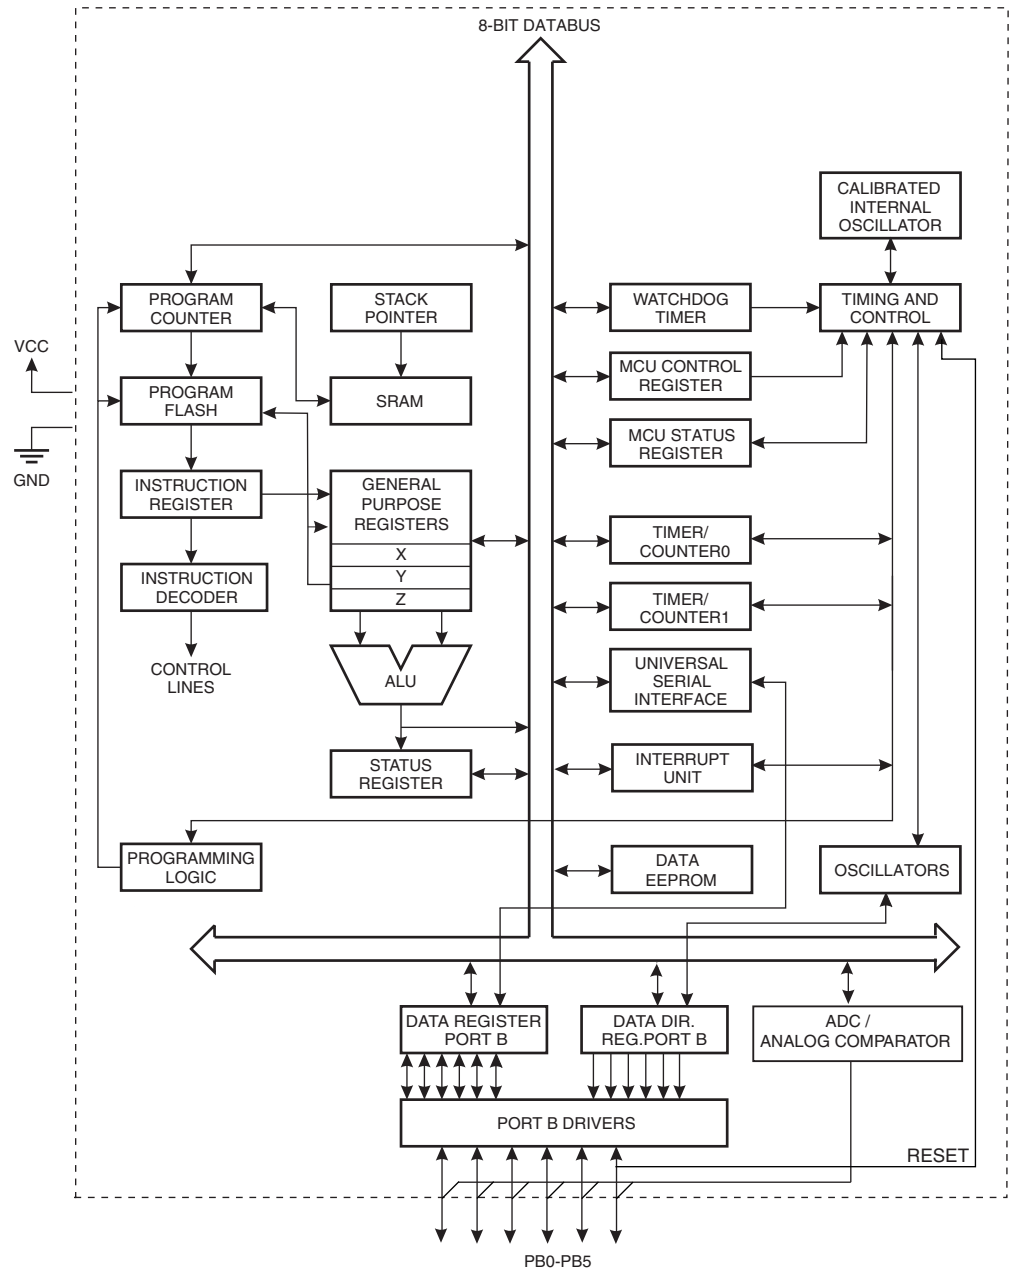 8-BIT DATABUS
CALIBRATED
INTERNAL
OSCILLATOR
PROGRAM
COUNTER
STACK
POINTER
WATCHDOG
TIMER
TIMING AND
CONTROL
VCC
GND
PROGRAM
FLASH
SRAM
MCU CONTROL
REGISTER
MCU STATUS
REGISTER
INSTRUCTION
REGISTER
GENERAL
PURPOSE
REGISTERS
X
Y
Z
INSTRUCTION
DECODER
CONTROL
LINES
TIMER/
COUNTER0
TIMER/
COUNTER1
ALU
UNIVERSAL
SERIAL
INTERFACE
STATUS
REGISTER
INTERRUPT
UNIT
PROGRAMMING
LOGIC
DATA
EEPROM
OSCILLATORS
DATA REGISTER
PORT B
DATA DIR.
REG.PORT B
ADC /
ANALOG COMPARATOR
PORT B DRIVERS
RESET
PB0-PB5